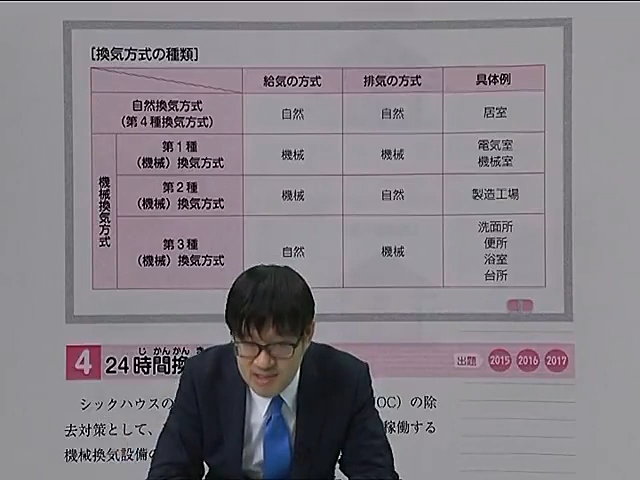 [換気方式の種類]
給気の方式 排気の方式 具体例
自然換気方式
(第4種換気方式) 自然 自然 居室
機械換気方式
第1種
(機械)換気方式 機械 機械 電気室
機械室
第2種
(機械)換気方式 機械 自然 製造工場
第3種
(機械)換気方式 自然 機械 洗面所
便所
浴室
台所
4 24時間換 出題 2015 2016 2017
じかんかん
シックハウスの OC)の除
去対策として、 稼働する
機械換気設備の